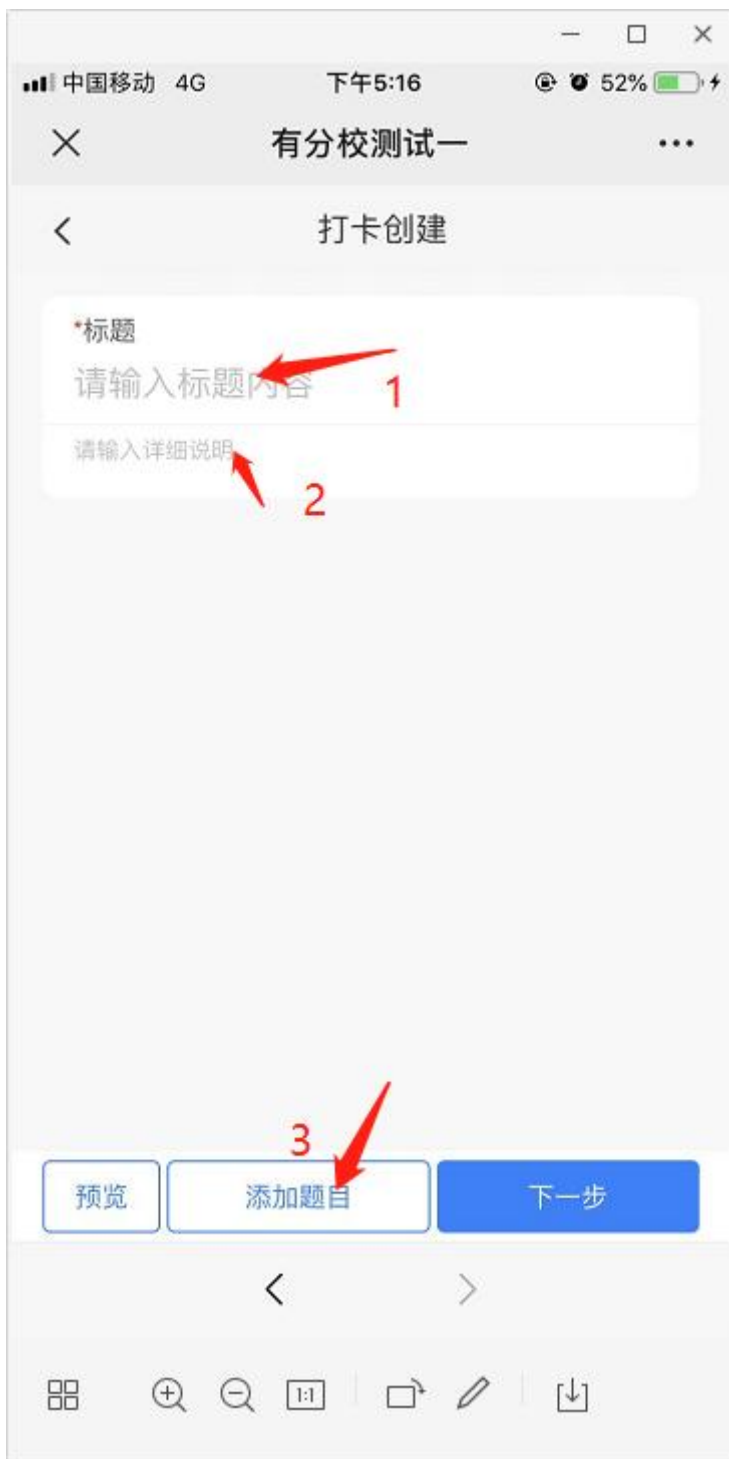 中国移动 4G 下午5:16 52%
有分校测试一
打卡创建
*标题
请输入标题内容
1
请输入详细说明
2
3
预览 添加题目 下一步
1:1